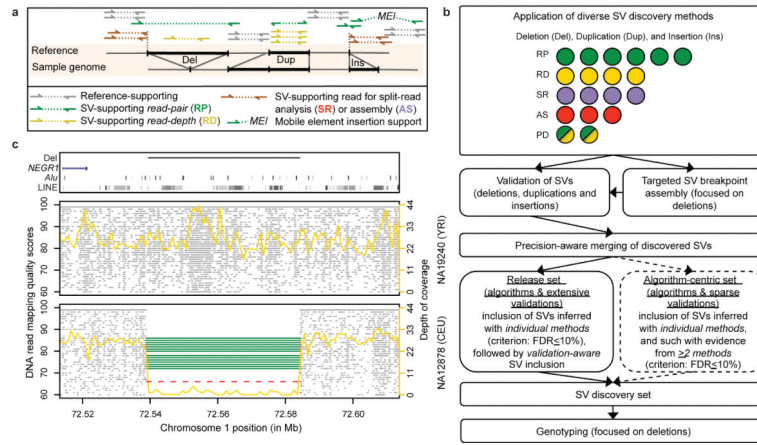 a
MEI
Reference
Sample genome
Del
Dup
Ins
Reference-supporting
SV-supporting read-pair (RP)
SV-supporting read-depth (RD)
SV-supporting read for split-read
analysis (SR) or assembly (AS)
MEI Mobile element insertion support
b
Application of diverse SV discovery methods
Deletion (Del), Duplication (Dup), and Insertion (Ins)
RP
RD
SR
AS
PD
Validation of SVs
(deletions, duplications and
insertions)
Targeted SV breakpoint
assembly (focused on
deletions)
Precision-aware merging of discovered SVs
Release set
(algorithms & extensive
validations)
inclusion of SVs inferred
with individual methods
(criterion: FDR≤10%),
followed by validation-aware
SV inclusion
Algorithm-centric set
(algorithms & sparse
validations)
inclusion of SVs inferred
with individual methods,
and such with evidence
from ≥2 methods
(criterion: FDR≤10%)
SV discovery set
Genotyping (focused on deletions)
c
Del
NEGR1
Alu
LINE
100
90
80
70
60
44
33
22
11
0
NA19240 (YRI)
100
90
80
70
60
44
33
22
11
0
NA12878 (CEU)
DNA read mapping quality scores
Depth of coverage
72.52
72.54
72.56
72.58
72.60
Chromosome 1 position (in Mb)